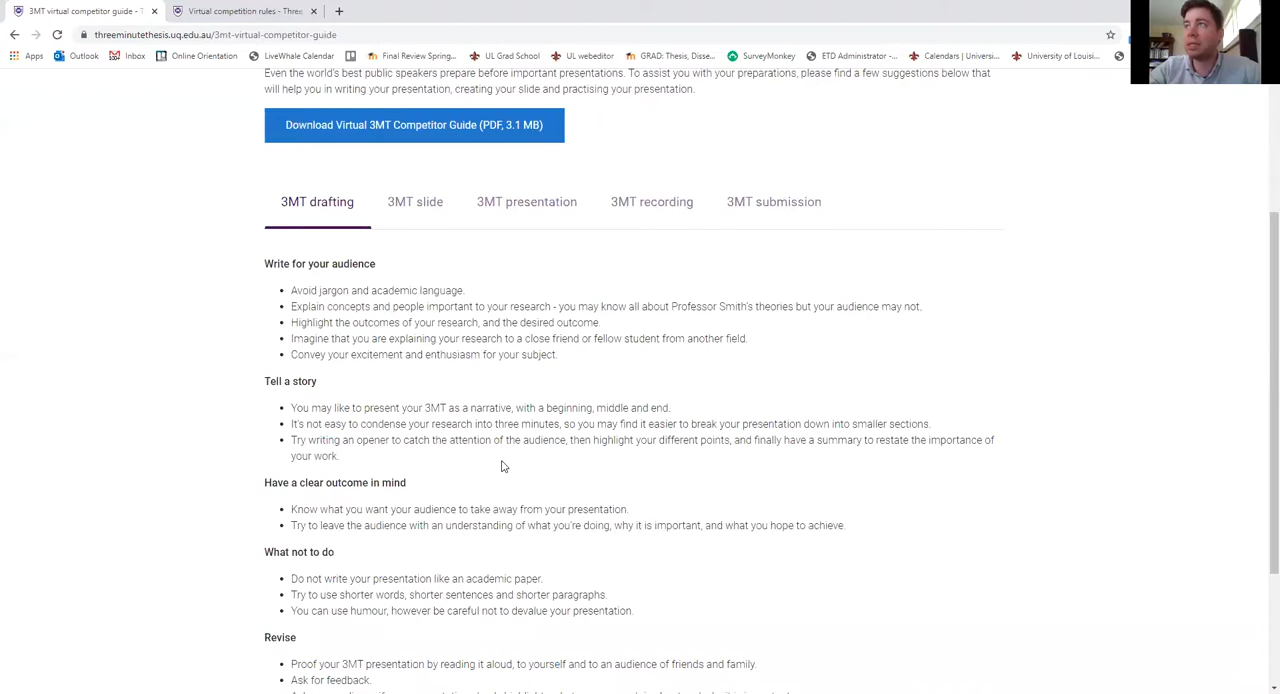 3MT virtual competitor guide - T
Virtual competition rules - Three
threeminutethesis.uq.edu.au/3mt-virtual-competitor-guide
Apps
Outlook
Inbox
Online Orientation
LiveWhale Calendar
Final Review Spring...
UL Grad School
UL webeditor
GRAD: Thesis, Disse...
SurveyMonkey
ETD Administrator -...
Calendars | Universi...
University of Louisi...
Even the world's best public speakers prepare before important presentations. To assist you with your preparations, please find a few suggestions below that
will help you in writing your presentation, creating your slide and practising your presentation.
Download Virtual 3MT Competitor Guide (PDF, 3.1 MB)
3MT drafting
3MT slide
3MT presentation
3MT recording
3MT submission
Write for your audience
Avoid jargon and academic language.
Explain concepts and people important to your research - you may know all about Professor Smith's theories but your audience may not.
Highlight the outcomes of your research, and the desired outcome.
Imagine that you are explaining your research to a close friend or fellow student from another field.
Convey your excitement and enthusiasm for your subject.
Tell a story
You may like to present your 3MT as a narrative, with a beginning, middle and end.
It's not easy to condense your research into three minutes, so you may find it easier to break your presentation down into smaller sections.
Try writing an opener to catch the attention of the audience, then highlight your different points, and finally have a summary to restate the importance of
your work.
Have a clear outcome in mind
Know what you want your audience to take away from your presentation.
Try to leave the audience with an understanding of what you're doing, why it is important, and what you hope to achieve.
What not to do
Do not write your presentation like an academic paper.
Try to use shorter words, shorter sentences and shorter paragraphs.
You can use humour, however be careful not to devalue your presentation.
Revise
Proof your 3MT presentation by reading it aloud, to yourself and to an audience of friends and family.
Ask for feedback.